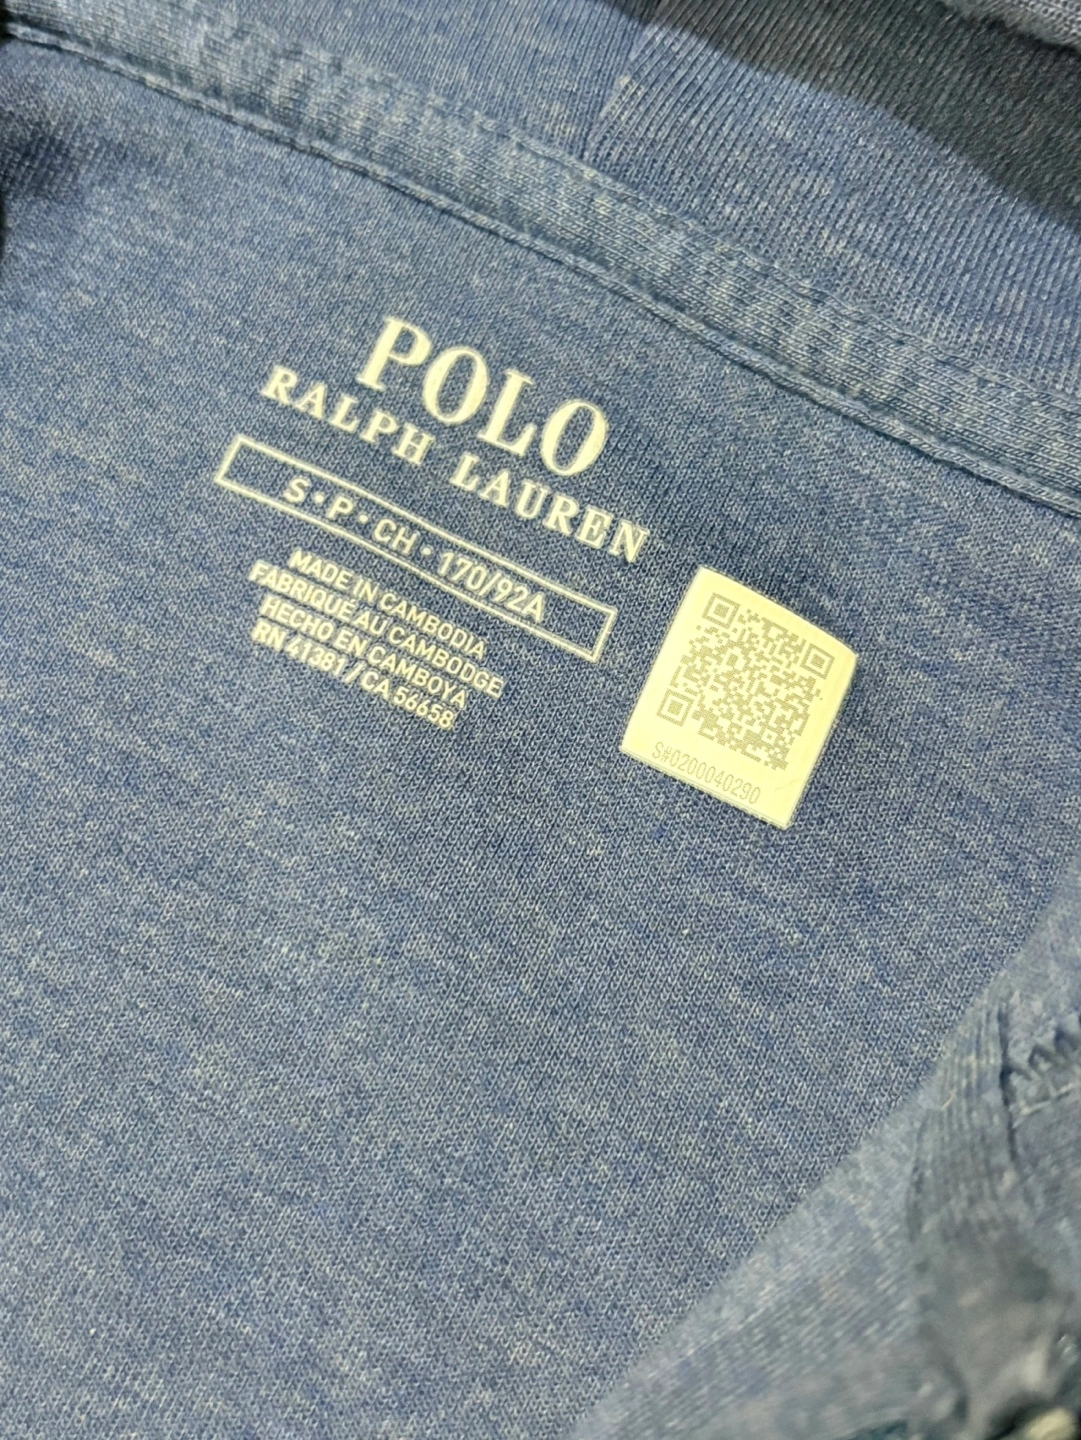 POLO
RALPH LAUREN
S • P • CH • 170/92A
MADE IN CAMBODIA
FABRIQUÉ AU CAMBODGE
HECHO EN CAMBOYA
RN 41381 / CA 56658
S#0200040290